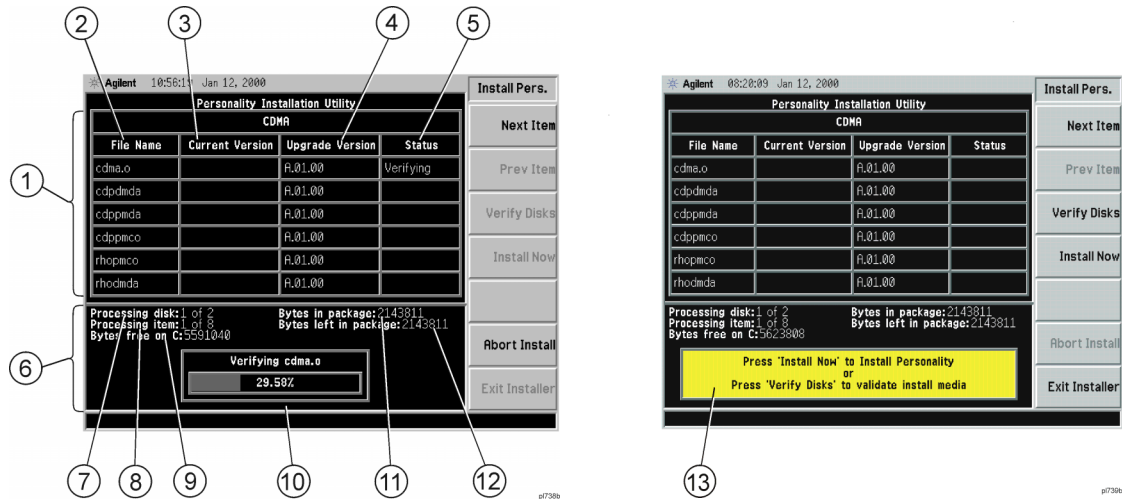 2
3
4
5
Agilent 10:56:19 Jan 12, 2000
Install Pers.
Personality Installation Utility
CDMA
File Name Current Version Upgrade Version Status
cdma.o A.01.00 Verifying
cdpdmda A.01.00
cdppmda A.01.00
cdppmco A.01.00
rhopmco A.01.00
rhodmda A.01.00
Next Item
Prev Item
Verify Disks
Install Now
Abort Install
Exit Installer
1
6
Processing disk:1 of 2 Bytes in package:2143811
Processing item:1 of 8 Bytes left in package:2143811
Bytes free on C:5591040
Verifying cdma.o
29.58%
7
8
9
10
11
12
pl738b
Agilent 08:20:09 Jan 12, 2000
Install Pers.
Personality Installation Utility
CDMA
File Name Current Version Upgrade Version Status
cdma.o A.01.00
cdpdmda A.01.00
cdppmda A.01.00
cdppmco A.01.00
rhopmco A.01.00
rhodmda A.01.00
Next Item
Prev Item
Verify Disks
Install Now
Abort Install
Exit Installer
Processing disk:1 of 2 Bytes in package:2143811
Processing item:1 of 8 Bytes left in package:2143811
Bytes free on C:5623808
Press 'Install Now' to Install Personality
or
Press 'Verify Disks' to validate install media
13
pl739b